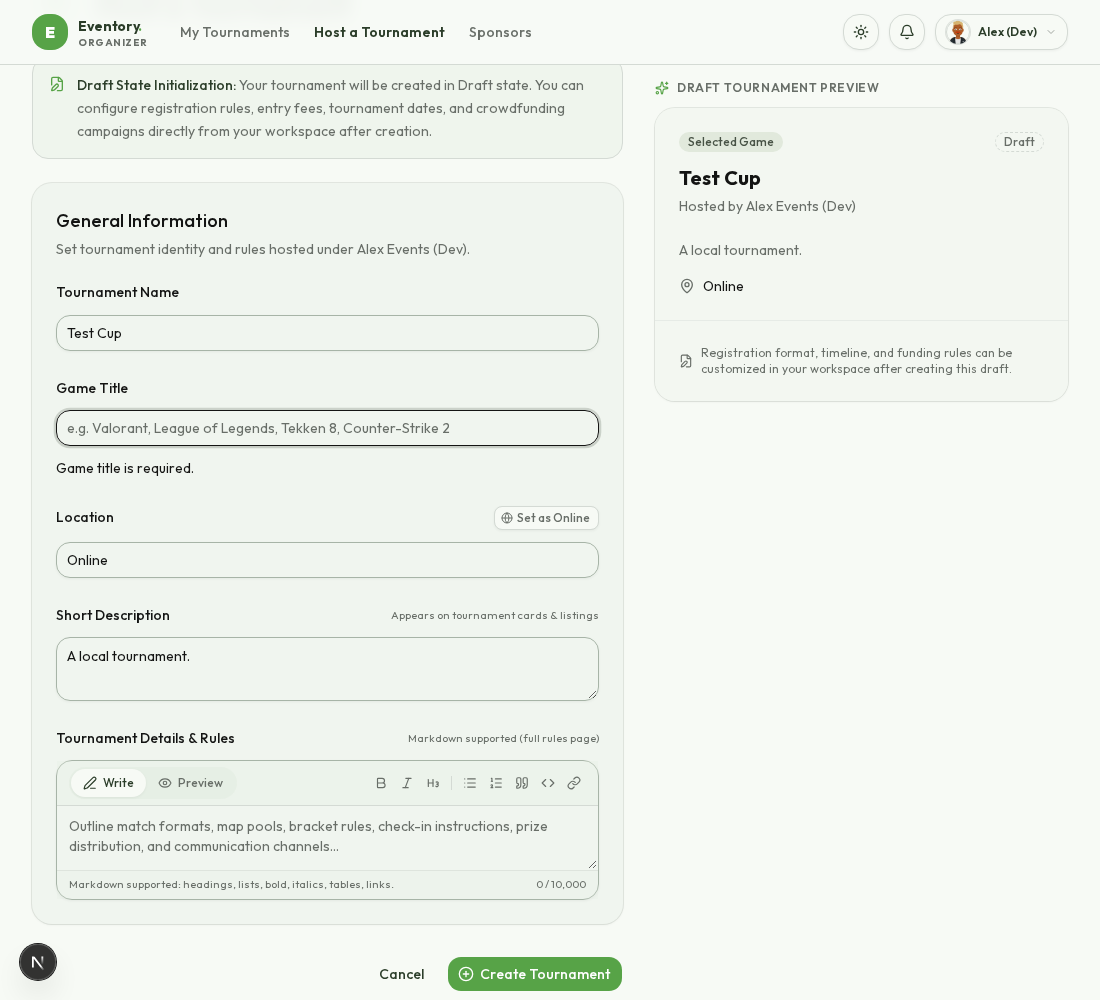 E
Eventory.
ORGANIZER
My Tournaments
Host a Tournament
Sponsors
Alex (Dev)
Draft State Initialization: Your tournament will be created in Draft state. You can
configure registration rules, entry fees, tournament dates, and crowdfunding
campaigns directly from your workspace after creation.
General Information
Set tournament identity and rules hosted under Alex Events (Dev).
Tournament Name
Test Cup
Game Title
e.g. Valorant, League of Legends, Tekken 8, Counter-Strike 2
Game title is required.
Location
Set as Online
Online
Short Description
Appears on tournament cards & listings
A local tournament.
Tournament Details & Rules
Markdown supported (full rules page)
Write
Preview
B
I
H3
Outline match formats, map pools, bracket rules, check-in instructions, prize
distribution, and communication channels...
Markdown supported: headings, lists, bold, italics, tables, links.
0 / 10,000
N
Cancel
Create Tournament
DRAFT TOURNAMENT PREVIEW
Selected Game
Draft
Test Cup
Hosted by Alex Events (Dev)
A local tournament.
Online
Registration format, timeline, and funding rules can be
customized in your workspace after creating this draft.